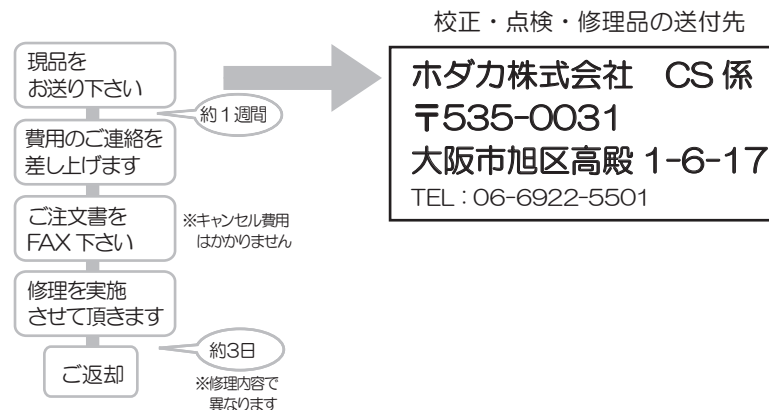 校正・点検・修理品の送付先
現品を
お送り下さい
ホダカ株式会社　CS係
〒535-0031
大阪市旭区高殿 1-6-17
TEL：06-6922-5501
約1週間
費用のご連絡を
差し上げます
ご注文書を
FAX 下さい
※キャンセル費用
はかかりません
修理を実施
させて頂きます
約3日
ご返却
※修理内容で
異なります